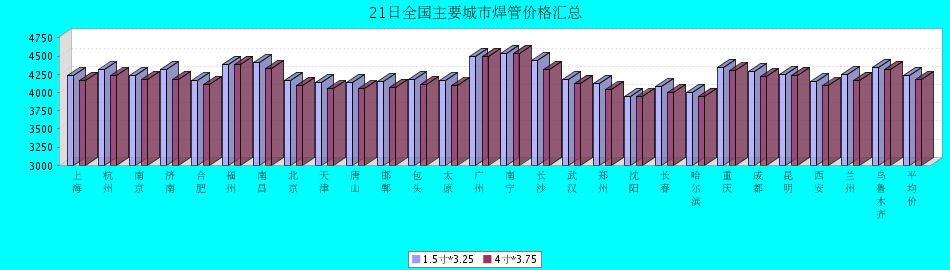 21日全国主要城市焊管价格汇总
4750
4500
4250
4000
3750
3500
3250
3000
上海 杭州 南京 济南 合肥 福州 南昌 北京 天津 唐山 邯郸 包头 太原 广州 南宁 长沙 武汉 郑州 沈阳 长春 哈尔滨 重庆 成都 昆明 西安 兰州 乌鲁木齐 平均价
1.5寸*3.25 4寸*3.75